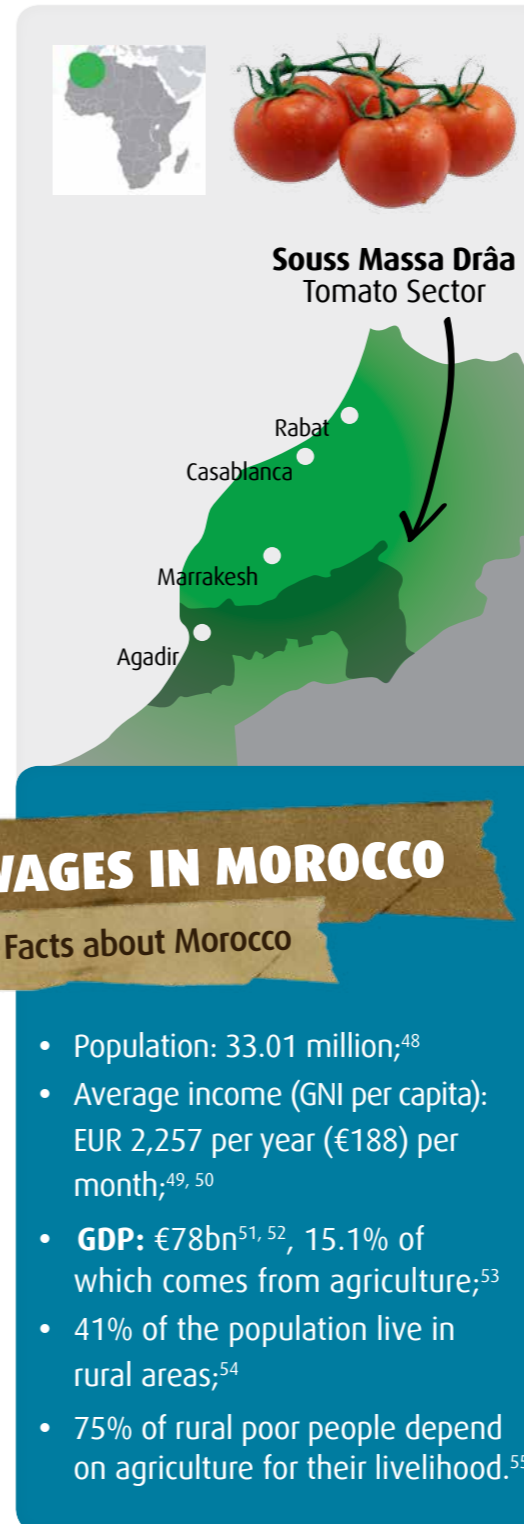 Souss Massa Drâa
Tomato Sector
Rabat
Casablanca
Marrakesh
Agadir
WAGES IN MOROCCO
Facts about Morocco
• Population: 33.01 million;48
• Average income (GNI per capita):
EUR 2,257 per year (€188) per
month;49, 50
• GDP: €78bn51, 52, 15.1% of
which comes from agriculture;53
• 41% of the population live in
rural areas;54
• 75% of rural poor people depend
on agriculture for their livelihood.55